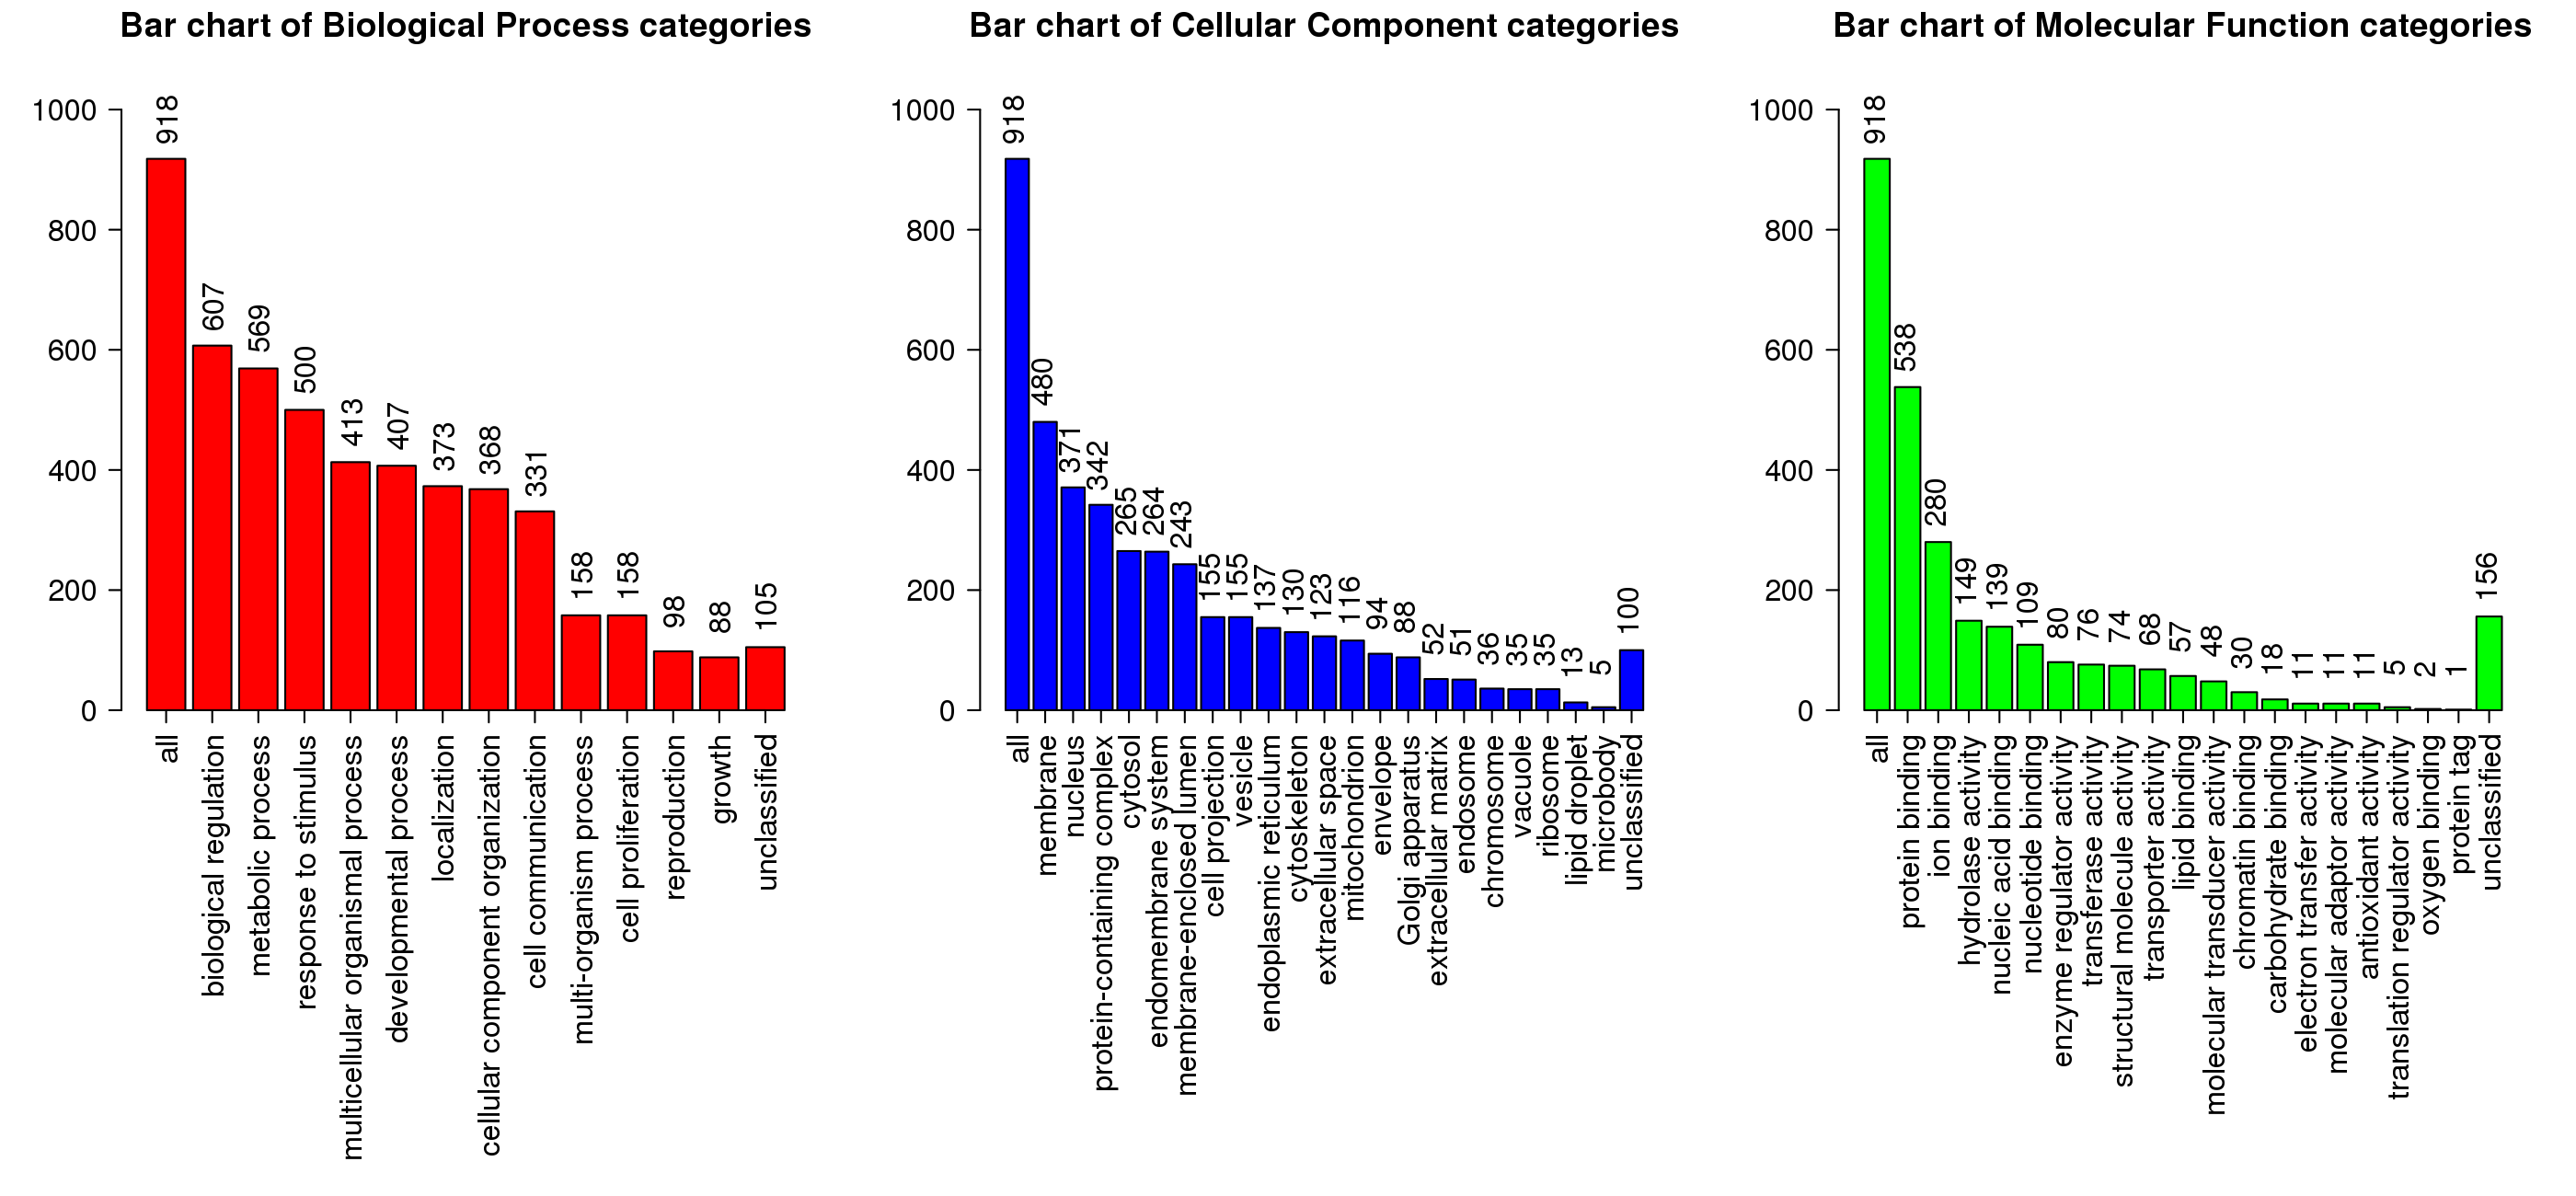 Bar chart of Biological Process categories
1000
800
600
400
200
0
918
607
569
500
413
407
373
368
331
158
158
98
88
105
all
biological regulation
metabolic process
response to stimulus
multicellular organismal process
developmental process
localization
cellular component organization
cell communication
multi-organism process
cell proliferation
reproduction
growth
unclassified
Bar chart of Cellular Component categories
1000
800
600
400
200
0
918
480
371
342
265
264
243
155
155
137
130
123
116
94
88
52
51
36
35
35
13
5
100
all
membrane
nucleus
protein-containing complex
cytosol
endomembrane system
membrane-enclosed lumen
cell projection
vesicle
endoplasmic reticulum
cytoskeleton
extracellular space
mitochondrion
envelope
Golgi apparatus
extracellular matrix
endosome
chromosome
vacuole
ribosome
lipid droplet
microbody
unclassified
Bar chart of Molecular Function categories
1000
800
600
400
200
0
918
538
280
149
139
109
80
76
74
68
57
48
30
18
11
11
11
5
2
1
156
all
protein binding
ion binding
hydrolase activity
nucleic acid binding
nucleotide binding
enzyme regulator activity
transferase activity
structural molecule activity
transporter activity
lipid binding
molecular transducer activity
chromatin binding
carbohydrate binding
electron transfer activity
molecular adaptor activity
antioxidant activity
translation regulator activity
oxygen binding
protein tag
unclassified